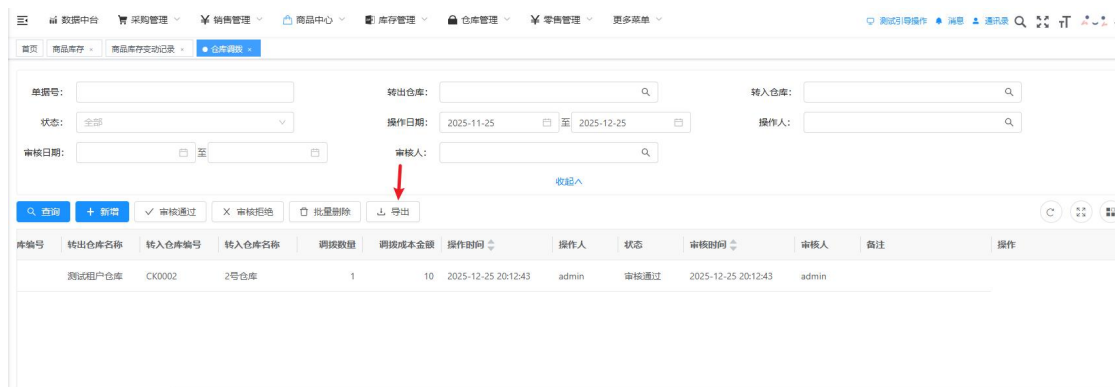 数据中台 采购管理 销售管理 商品中心 库存管理 仓库管理 零售管理 更多菜单 测试引导操作 消息 通讯录
首页 商品库存 × 商品库存变动记录 × 仓库调拨 ×
单据号: 转出仓库: 转入仓库:
状态: 全部 操作日期: 2025-11-25 至 2025-12-25 操作人:
审核日期: 至 审核人:
收起
查询 + 新增 审核通过 审核拒绝 批量删除 导出
库编号 转出仓库名称 转入仓库编号 转入仓库名称 调拨数量 调拨成本金额 操作时间 操作人 状态 审核时间 审核人 备注 操作
测试租户仓库 CK0002 2号仓库 1 10 2025-12-25 20:12:43 admin 审核通过 2025-12-25 20:12:43 admin